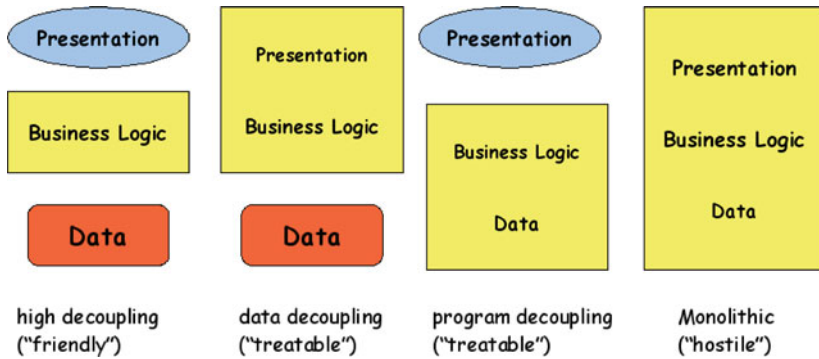 Presentation
Business Logic
Data
high decoupling
("friendly")
Presentation
Business Logic
Data
data decoupling
("treatable")
Presentation
Business Logic
Data
program decoupling
("treatable")
Presentation
Business Logic
Data
Monolithic
("hostile")